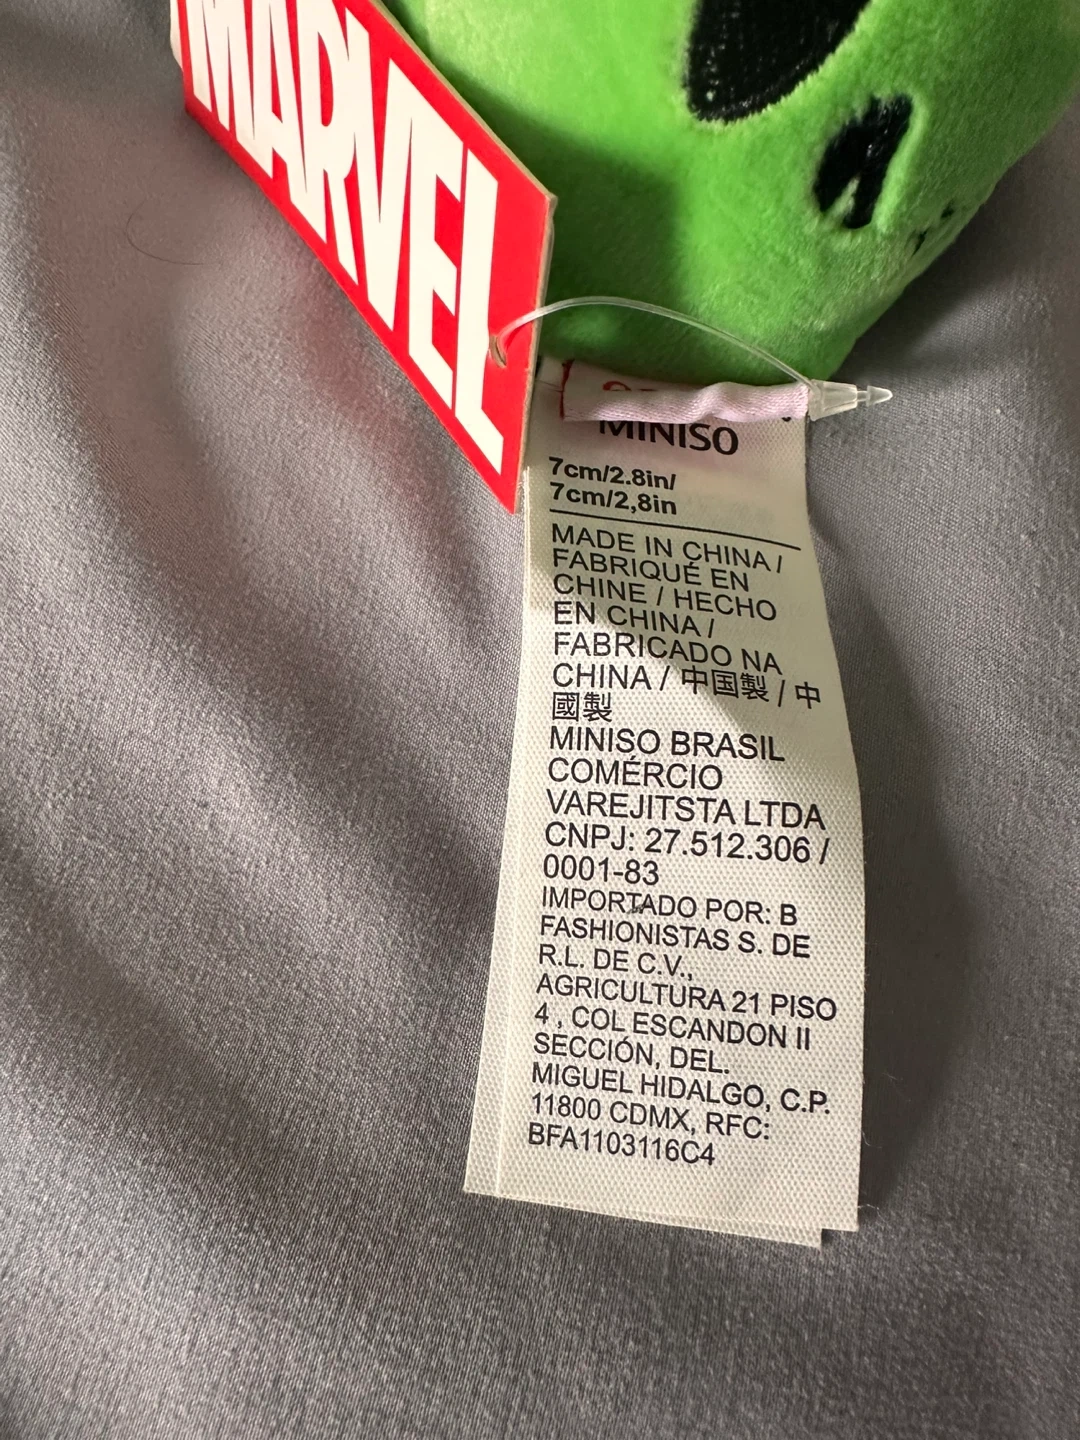 MARVEL
MINISO
7cm/2.8in/
7cm/2,8in
MADE IN CHINA /
FABRIQUÉ EN
CHINE / HECHO
EN CHINA /
FABRICADO NA
CHINA / 中国製 / 中
國製
MINISO BRASIL
COMÉRCIO
VAREJITSTA LTDA
CNPJ: 27.512.306 /
0001-83
IMPORTADO POR: B
FASHIONISTAS S. DE
R.L. DE C.V.,
AGRICULTURA 21 PISO
4 , COL ESCANDON II
SECCIÓN, DEL.
MIGUEL HIDALGO, C.P.
11800 CDMX, RFC:
BFA1103116C4